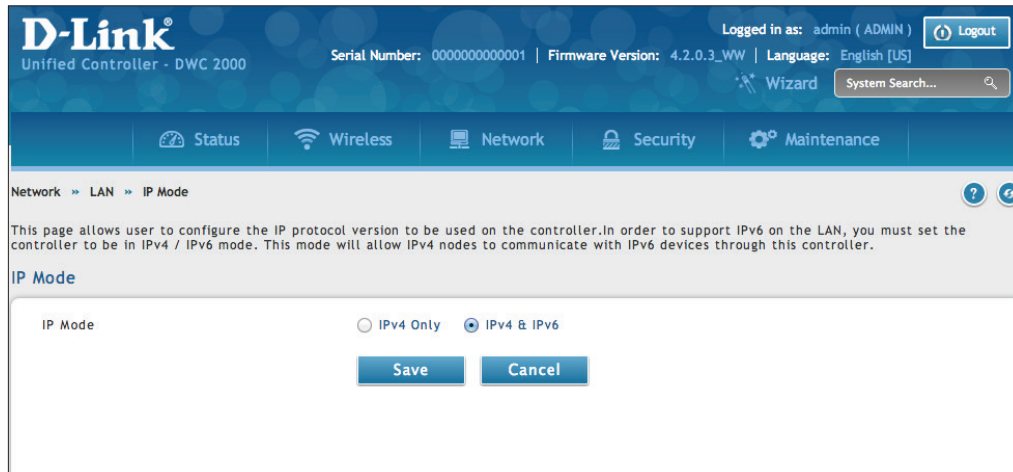 D-Link®
Unified Controller - DWC 2000
Logged in as: admin ( ADMIN )
Logout
Serial Number: 0000000000001 | Firmware Version: 4.2.0.3_WW | Language: English [US]
Wizard
System Search...
Status
Wireless
Network
Security
Maintenance
Network » LAN » IP Mode
?
This page allows user to configure the IP protocol version to be used on the controller.In order to support IPv6 on the LAN, you must set the
controller to be in IPv4 / IPv6 mode. This mode will allow IPv4 nodes to communicate with IPv6 devices through this controller.
IP Mode
IP Mode
IPv4 Only
IPv4 & IPv6
Save
Cancel